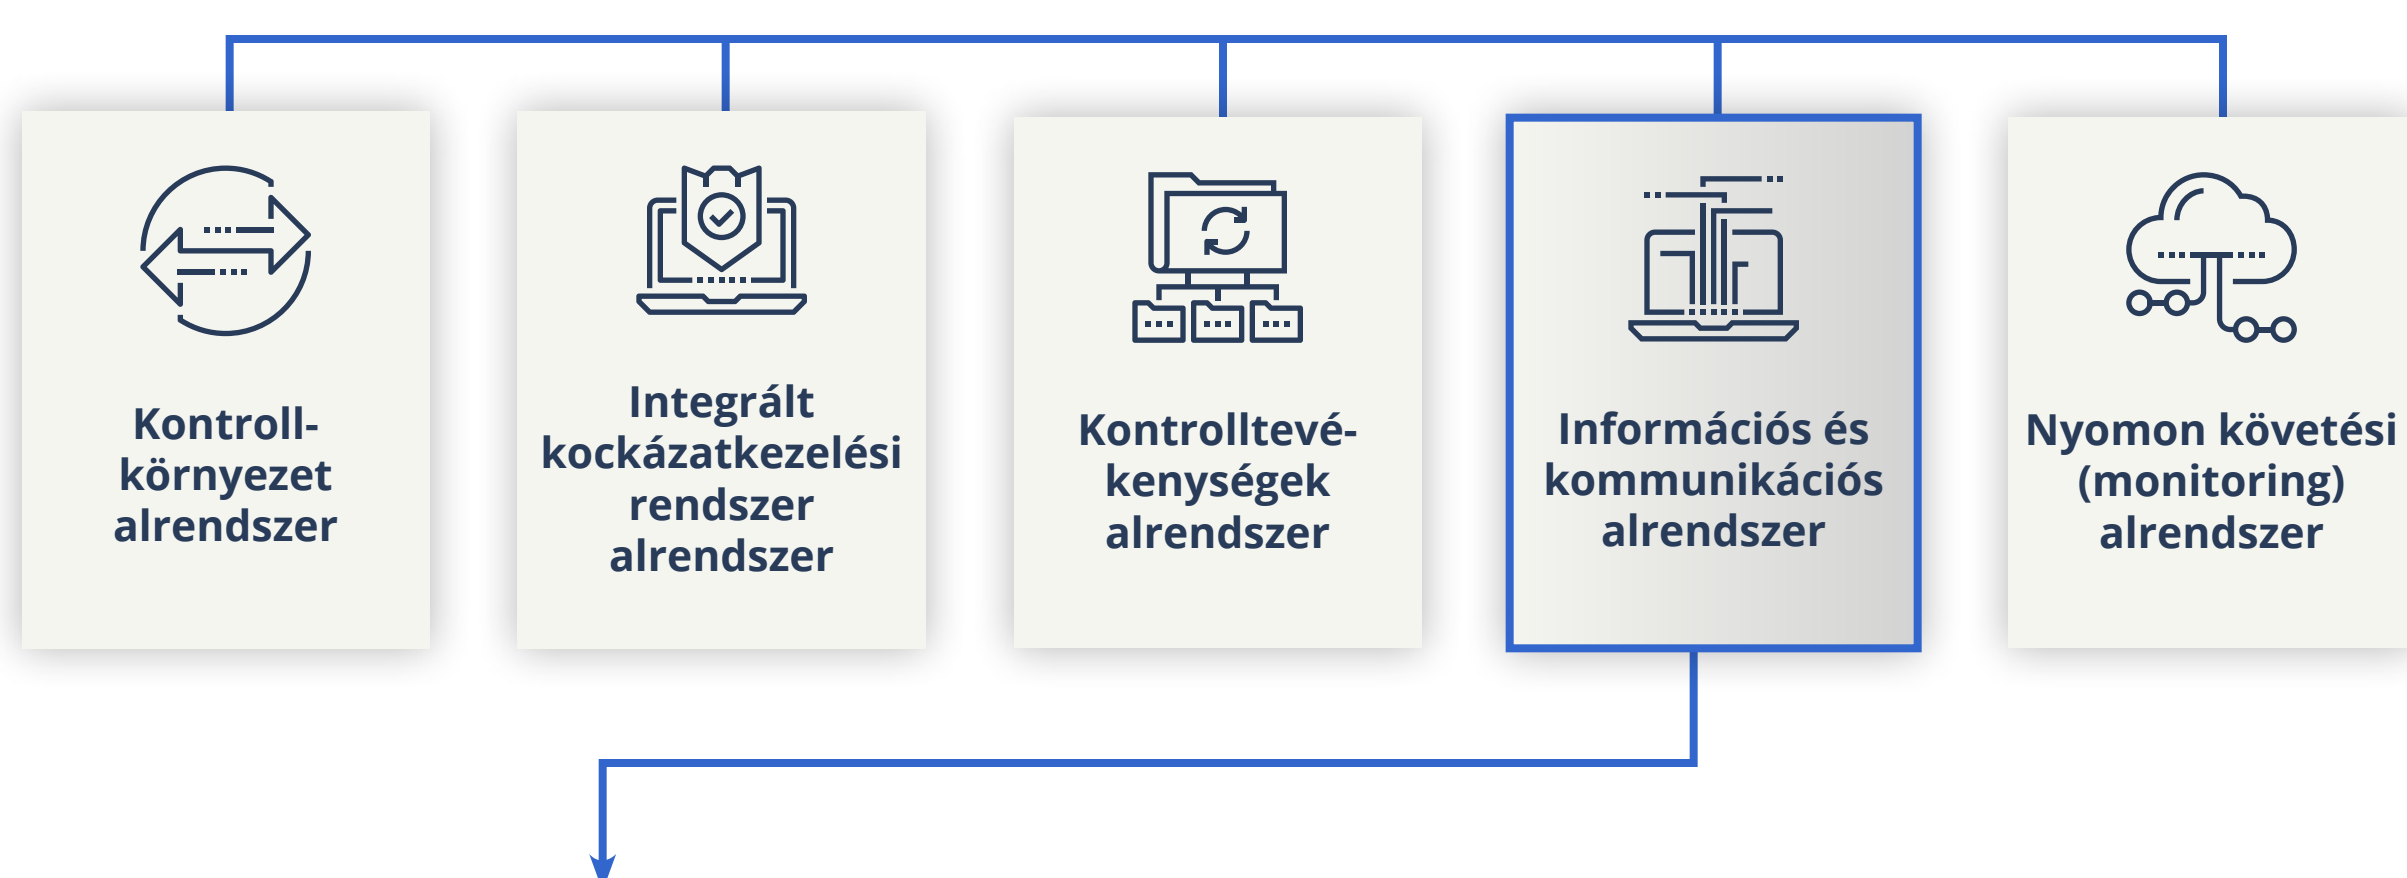 Kontroll-
környezet
alrendszer
Integrált
kockázatkezelési
rendszer
alrendszer
Kontrolltevé-
kenységek
alrendszer
Információs és
kommunikációs
alrendszer
Nyomon követési
(monitoring)
alrendszer